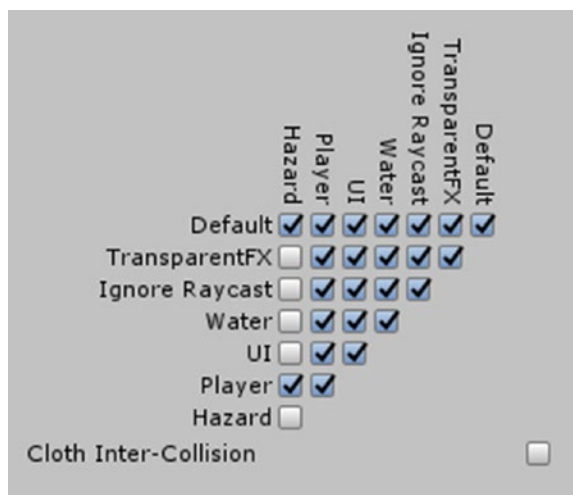 Hazard
Player
UI
Water
Ignore Raycast
TransparentFX
Default
Default
TransparentFX
Ignore Raycast
Water
UI
Player
Hazard
Cloth Inter-Collision